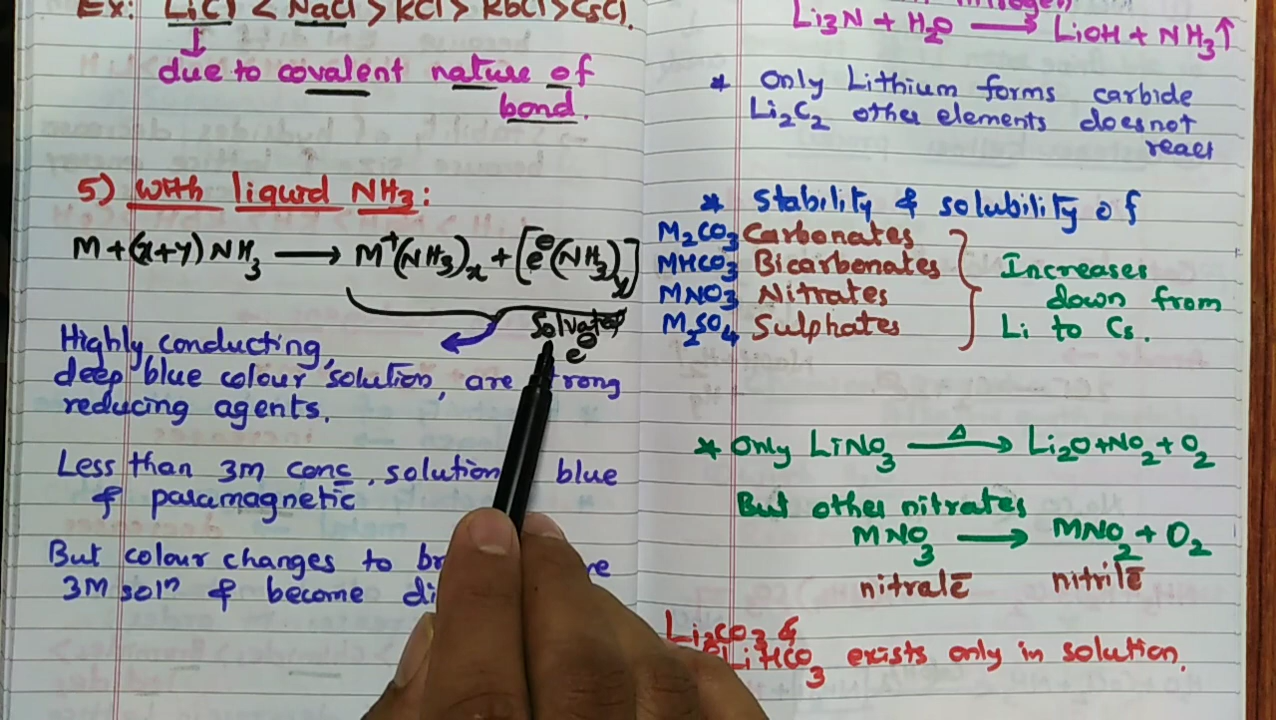 Ex: LiCl < NaCl > KCl > RbCl > CsCl.
due to covalent nature of
bond.
5) with liquid NH3:
M + (x+y) NH3 ⟶ M+(NH3)x + [e⊖(NH3)y]
Solvated
e⊖
Highly conducting,
deep blue colour solution, are
reducing agents.
Less than 3M conc, solution blue
& paramagnetic
But colour changes to
3M soln & become
Li3N + H2O ⟶ LiOH + NH3↑
* Only Lithium forms carbide
Li2C2 other elements doesnot
react
* Stability & solubility of
M2CO3 Carbonates
MHCO3 Bicarbonates
MNO3 Nitrates
M2SO4 Sulphates
Increases
down from
Li to Cs.
* Only LiNO3 ⟶Δ Li2O+NO2+O2
But other nitrates
MNO3 ⟶ MNO2 + O2
nitrate nitrite
Li2CO3 &
LiHCO3 exists only in solution.